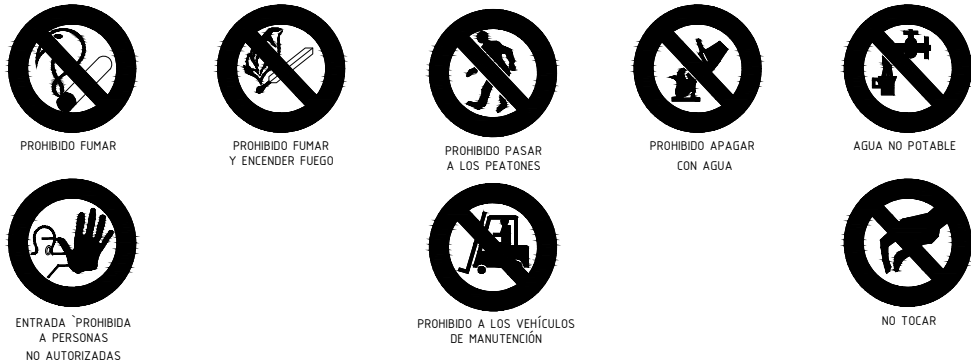 PROHIBIDO FUMAR
PROHIBIDO FUMAR
Y ENCENDER FUEGO
PROHIBIDO PASAR
A LOS PEATONES
PROHIBIDO APAGAR
CON AGUA
AGUA NO POTABLE
ENTRADA `PROHIBIDA
A PERSONAS
NO AUTORIZADAS
PROHIBIDO A LOS VEHÍCULOS
DE MANUTENCIÓN
NO TOCAR